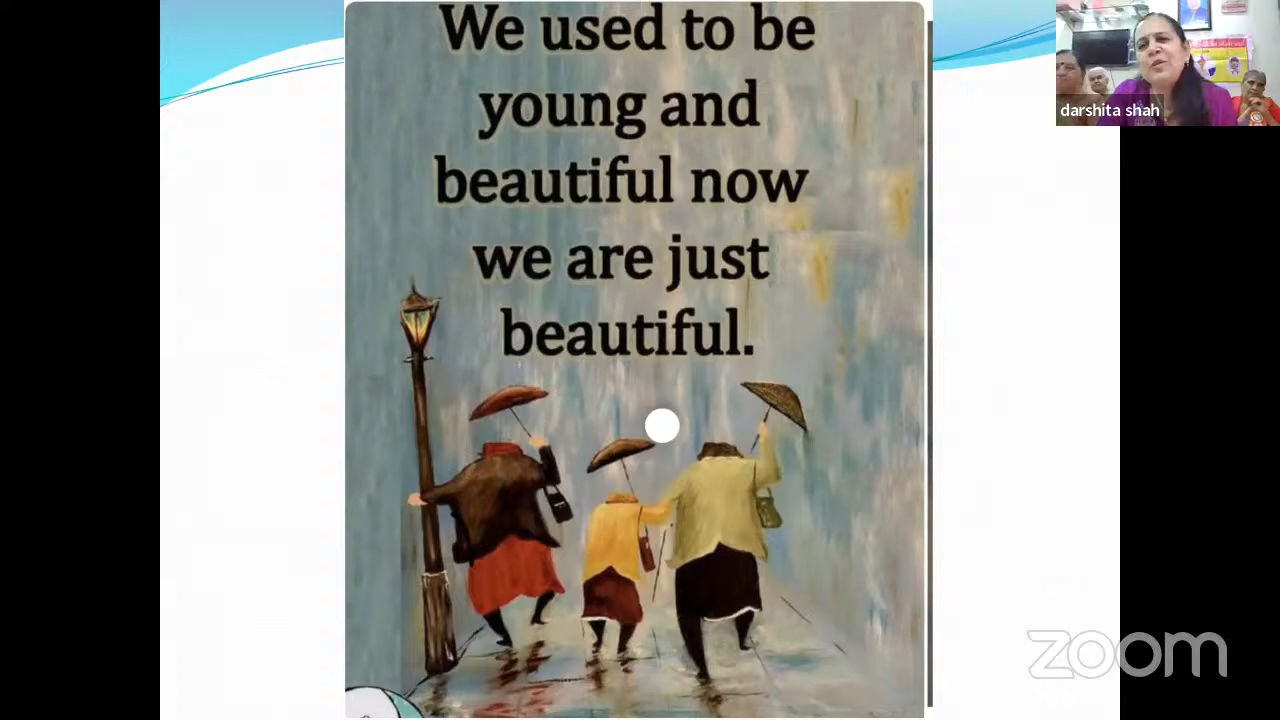 We used to be
young and
beautiful now
we are just
beautiful.
darshita shah
zoom